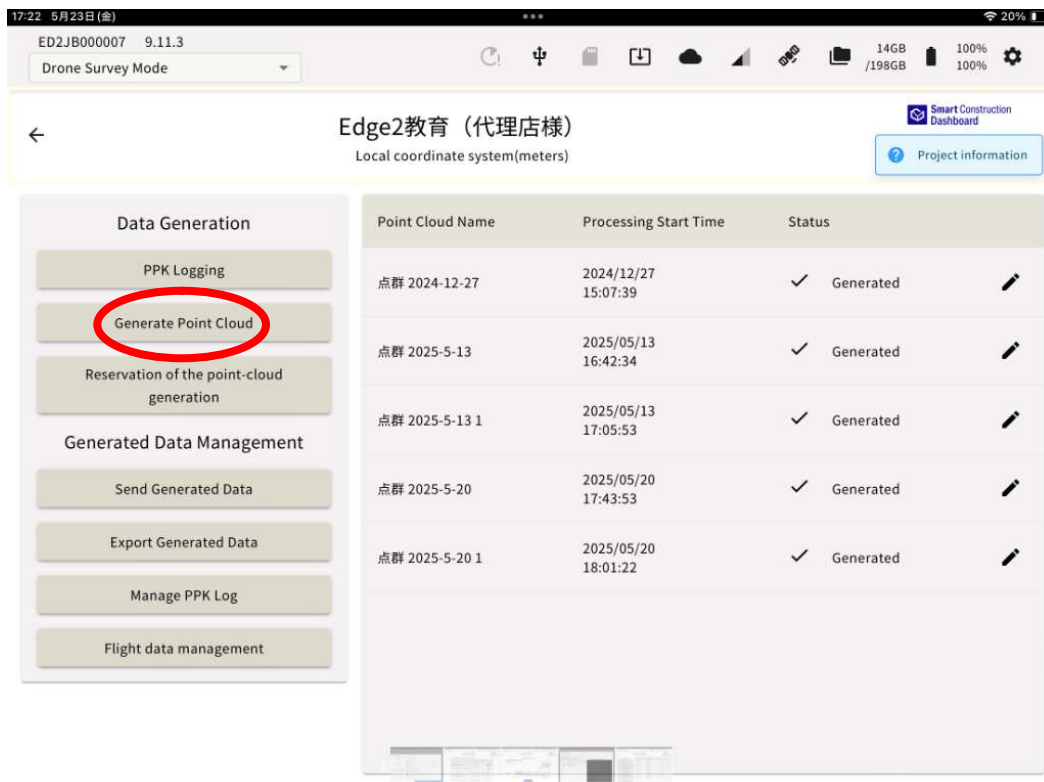 17:22 5月23日(金)
20%
ED2JB000007 9.11.3
Drone Survey Mode
14GB
/198GB
100%
100%
Edge2教育（代理店様）
Local coordinate system(meters)
Smart Construction
Dashboard
Project information
Data Generation
PPK Logging
Generate Point Cloud
Reservation of the point-cloud
generation
Generated Data Management
Send Generated Data
Export Generated Data
Manage PPK Log
Flight data management
Point Cloud Name Processing Start Time Status
点群 2024-12-27
2024/12/27
15:07:39
Generated
点群 2025-5-13
2025/05/13
16:42:34
Generated
点群 2025-5-13 1
2025/05/13
17:05:53
Generated
点群 2025-5-20
2025/05/20
17:43:53
Generated
点群 2025-5-20 1
2025/05/20
18:01:22
Generated